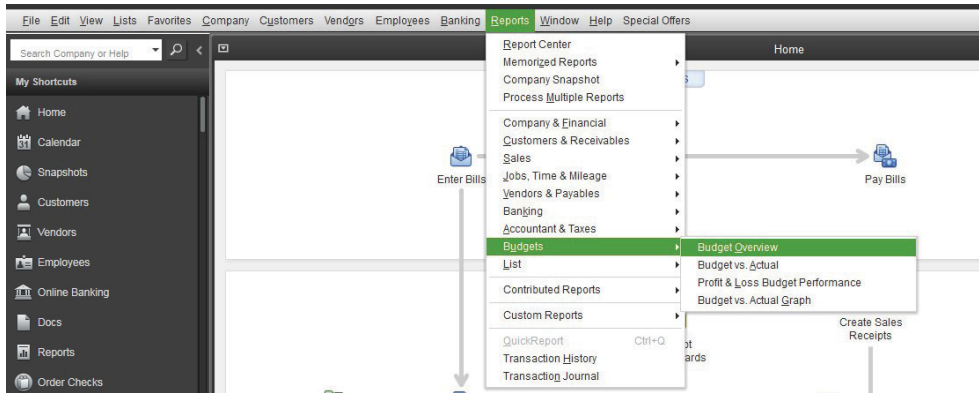 File Edit View Lists Favorites Company Customers Vendors Employees Banking Reports Window Help Special Offers
Search Company or Help
Home
My Shortcuts
Home
Calendar
Snapshots
Customers
Vendors
Employees
Online Banking
Docs
Reports
Order Checks
Enter Bills
Pay Bills
Report Center
Memorized Reports
Company Snapshot
Process Multiple Reports
Company & Financial
Customers & Receivables
Sales
Jobs, Time & Mileage
Vendors & Payables
Banking
Accountant & Taxes
Budgets
List
Contributed Reports
Custom Reports
QuickReport Ctrl+Q
Transaction History
Transaction Journal
Budget Overview
Budget vs. Actual
Profit & Loss Budget Performance
Budget vs. Actual Graph
Create Sales
Receipts